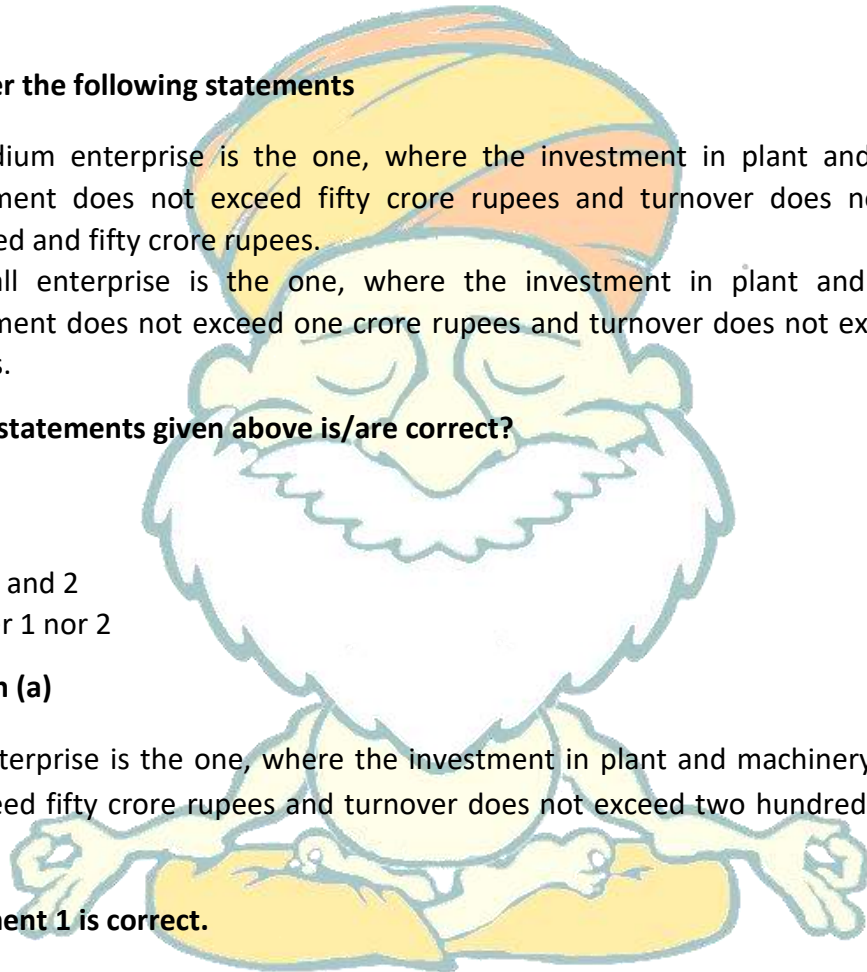 er the following statements
dium enterprise is the one, where the investment in plant and
ment does not exceed fifty crore rupees and turnover does n
ed and fifty crore rupees.
all enterprise is the one, where the investment in plant and
ment does not exceed one crore rupees and turnover does not ex
s.
statements given above is/are correct?
and 2
r 1 nor 2
n (a)
terprise is the one, where the investment in plant and machinery
eed fifty crore rupees and turnover does not exceed two hundred
ment 1 is correct.